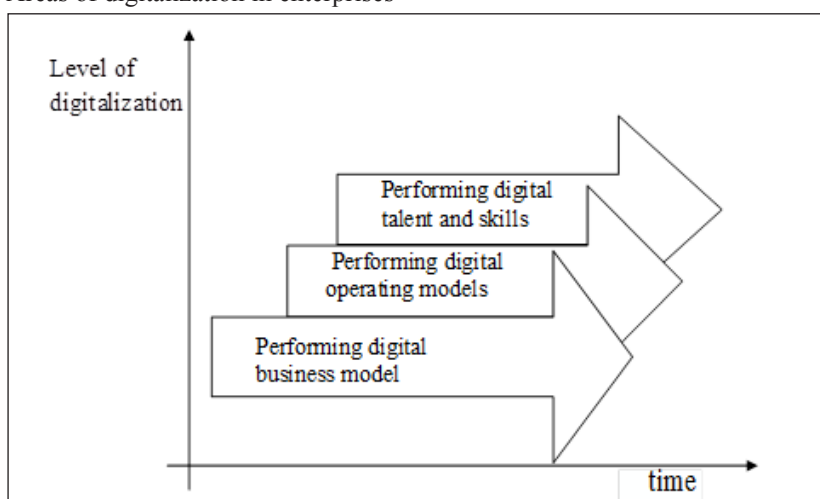 Areas of digitalization in enterprises
Level of
digitalization
Performing digital
talent and skills
Performing digital
operating models
Performing digital
business model
time